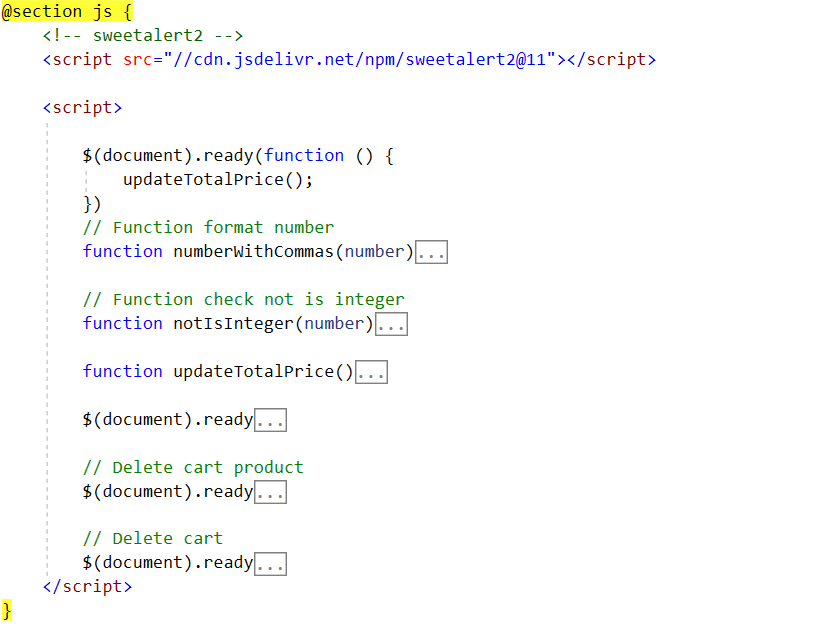 @section js {
<!-- sweetalert2 -->
<script src="//cdn.jsdelivr.net/npm/sweetalert2@11"></script>
<script>
$(document).ready(function () {
updateTotalPrice();
})
// Function format number
function numberWithCommas(number)...
// Function check not is integer
function notIsInteger(number)...
function updateTotalPrice()...
$(document).ready...
// Delete cart product
$(document).ready...
// Delete cart
$(document).ready...
</script>
}